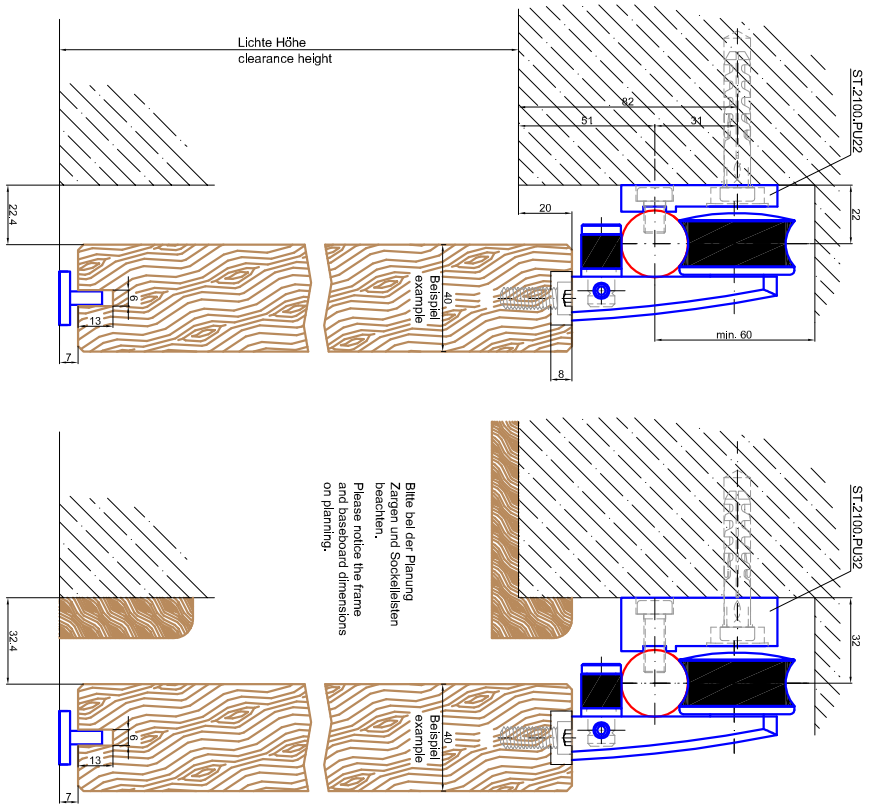 Lichte Höhe
clearance height
ST.2100.PU22
82
51
31
20
22
22.4
Beispiel
example
40
6
13
7
8
min. 60
Bitte bei der Planung
Zargen und Sockelleisten
beachten.
Please notice the frame
and baseboard dimensions
on planning.
ST.2100.PU32
32
32.4
Beispiel
example
40
6
13
7